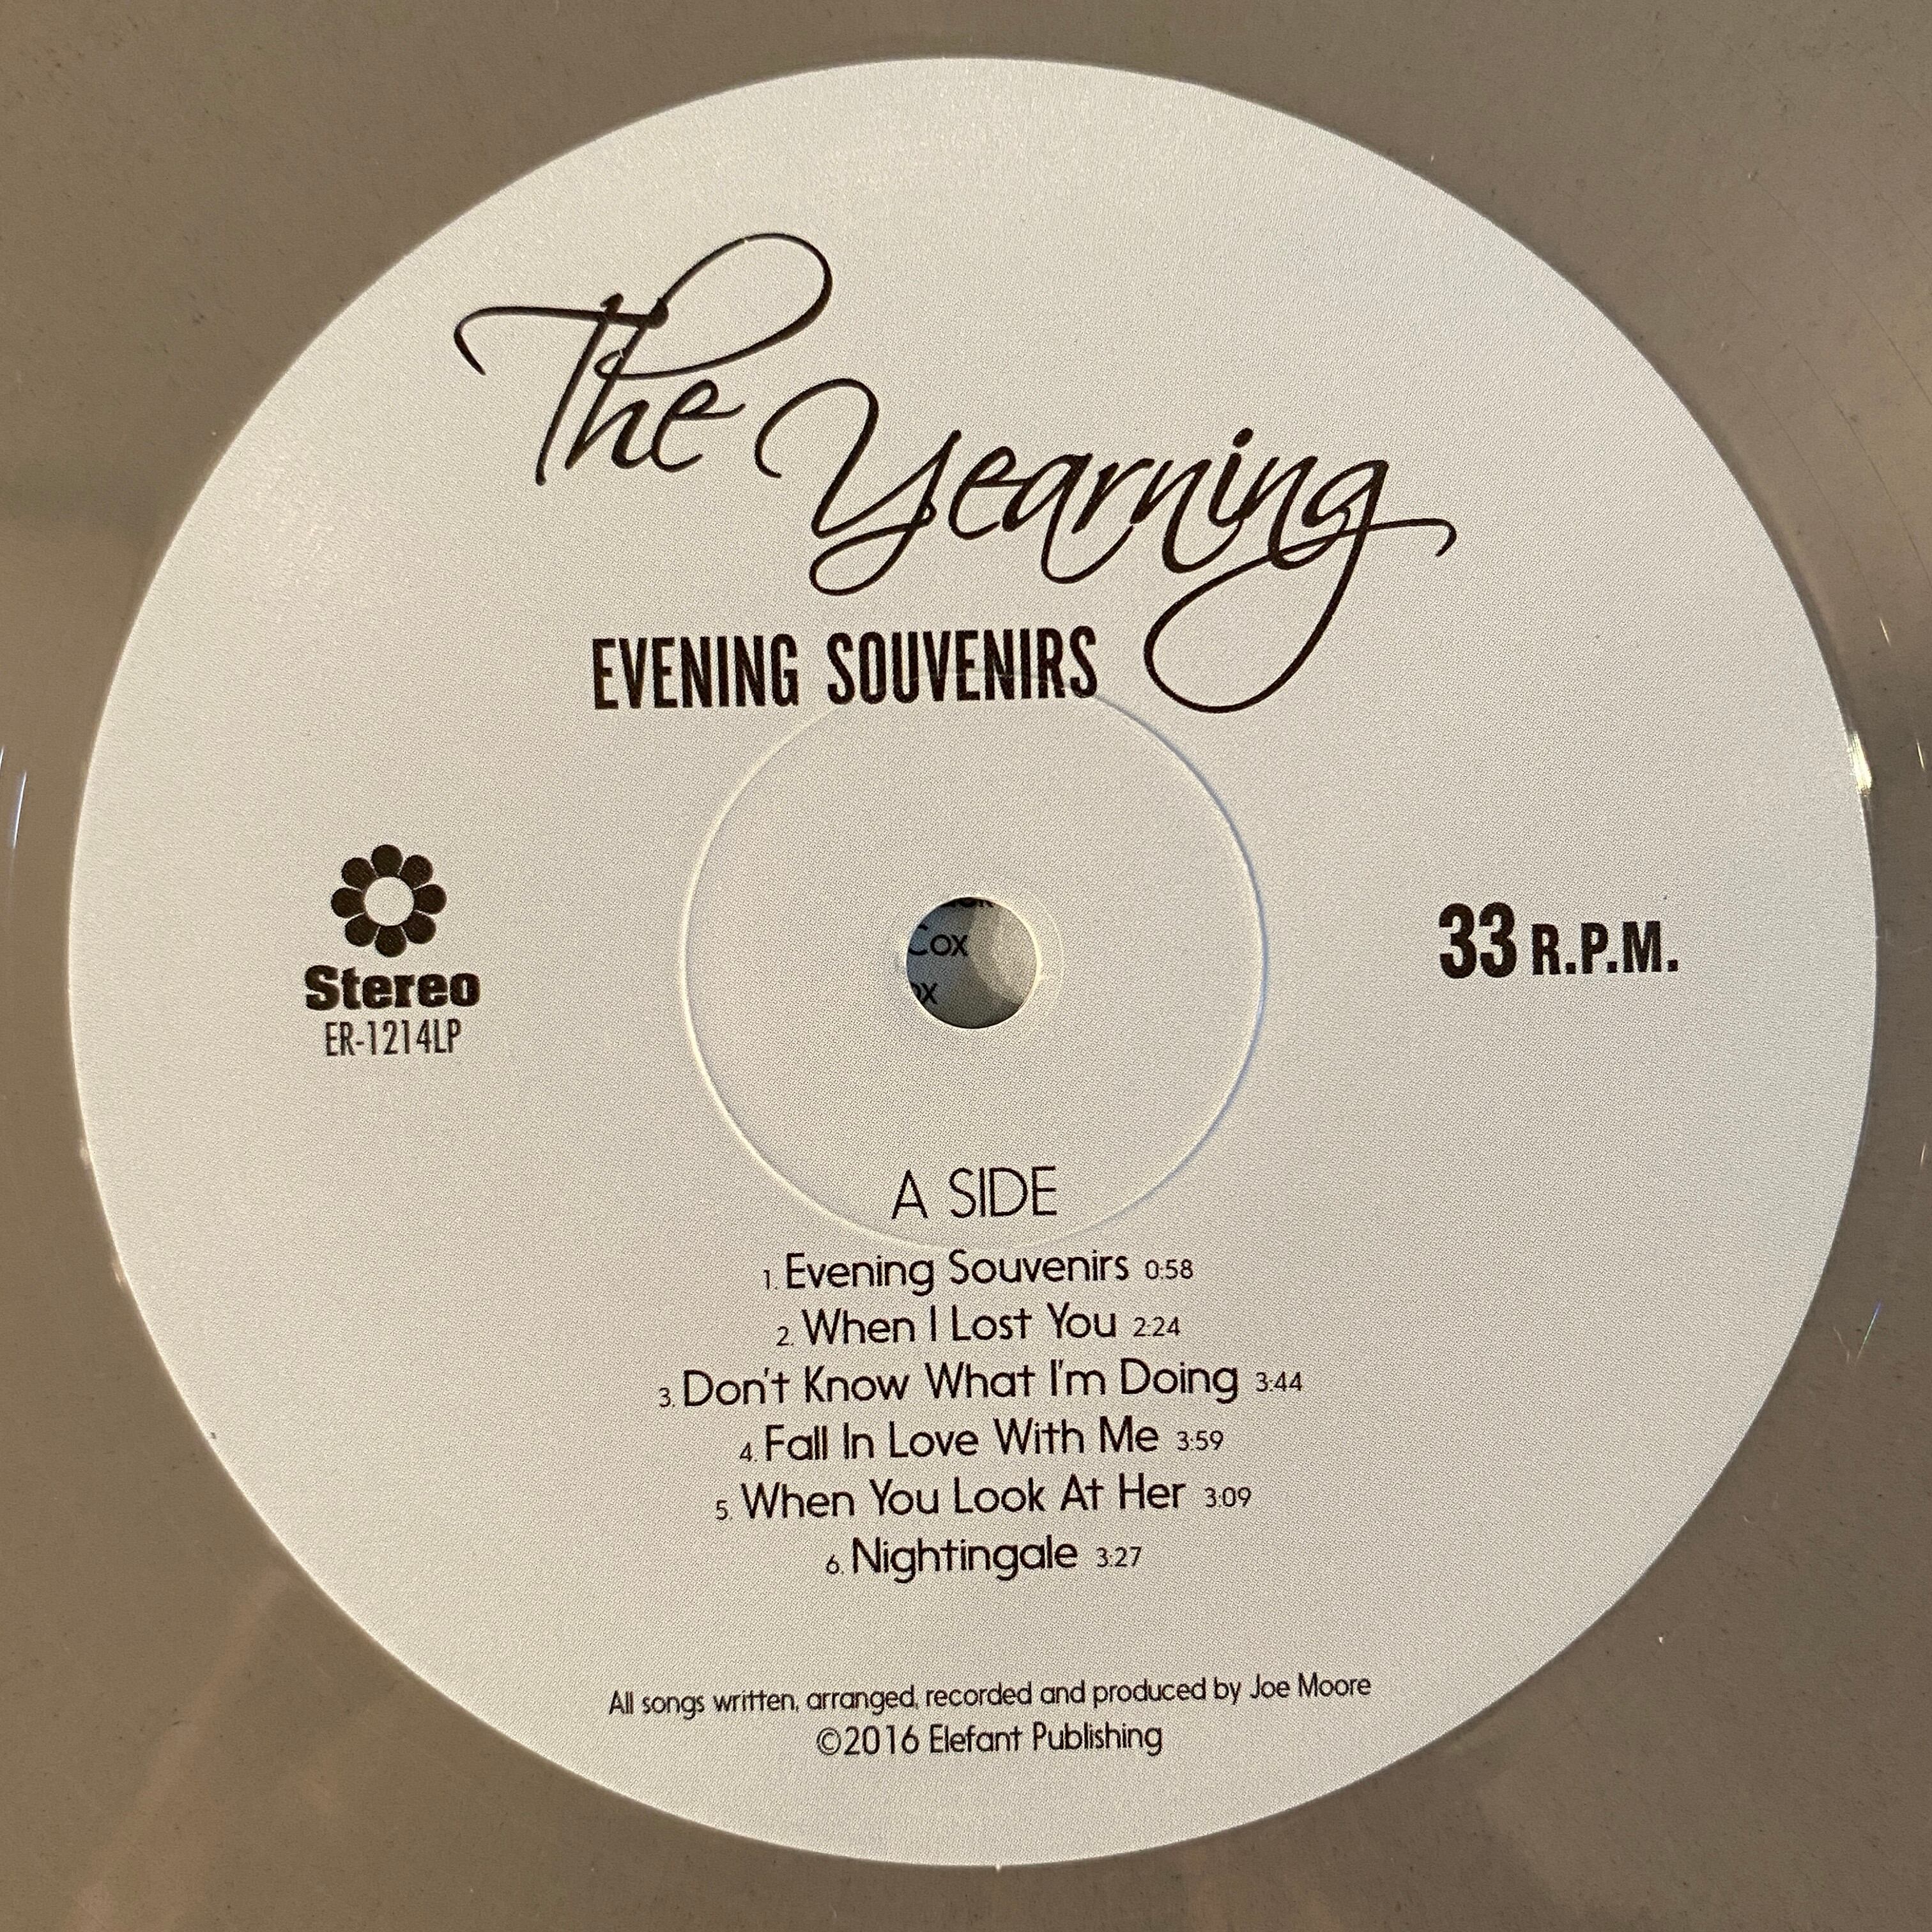 The Yearning
EVENING SOUVENIRS
Stereo
ER-1214LP
33 R.P.M.
Cox
A SIDE
1. Evening Souvenirs 0:58
2. When I Lost You 2:24
3. Don't Know What I'm Doing 3:44
4. Fall In Love With Me 3:59
5. When You Look At Her 3:09
6. Nightingale 3:27
All songs written, arranged, recorded and produced by Joe Moore
©2016 Elefant Publishing